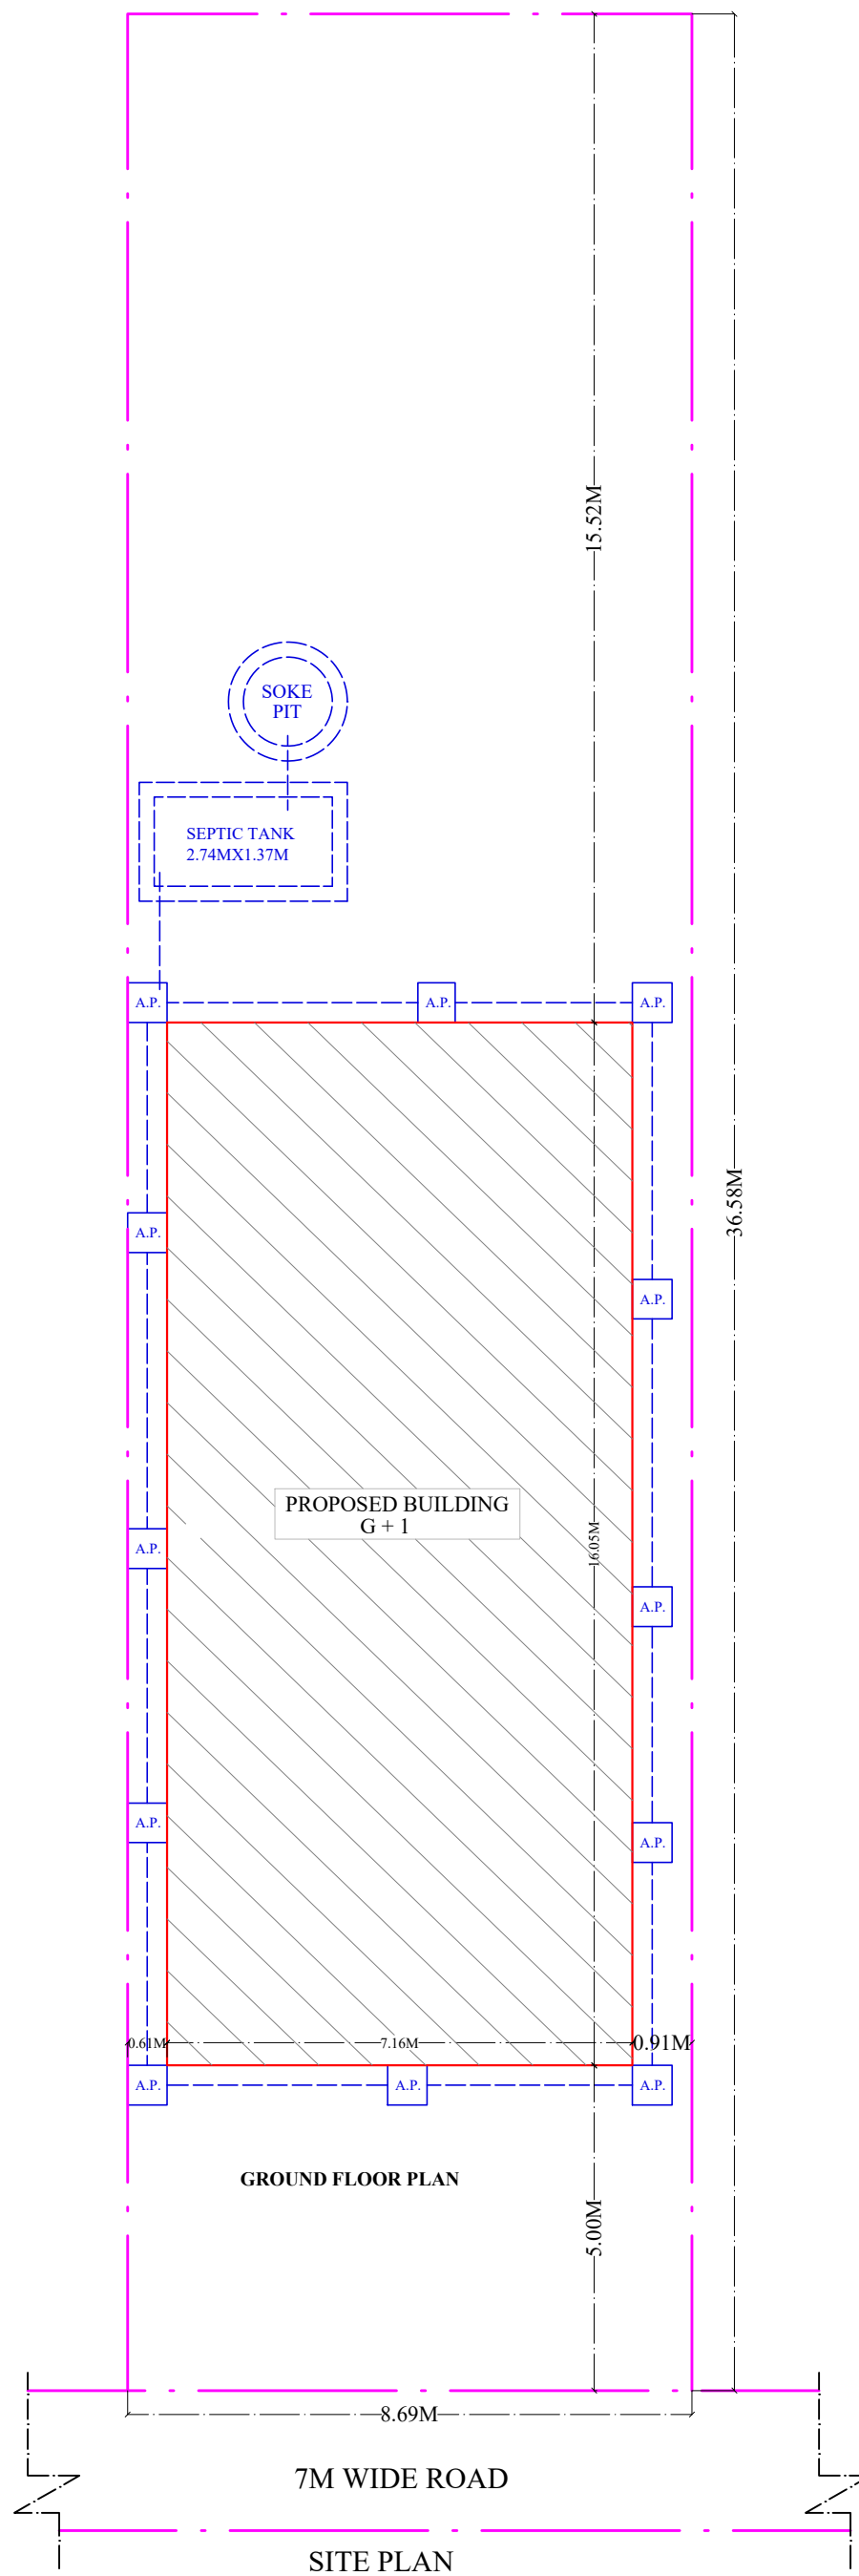 15.52M
SOKE
PIT
SEPTIC TANK
2.74MX1.37M
A.P.
A.P.
A.P.
36.58M
A.P.
A.P.
PROPOSED BUILDING
G + 1
16.05M
A.P.
A.P.
A.P.
A.P.
0.61M
7.16M
0.91M
A.P.
A.P.
A.P.
GROUND FLOOR PLAN
5.00M
8.69M
7M WIDE ROAD
SITE PLAN